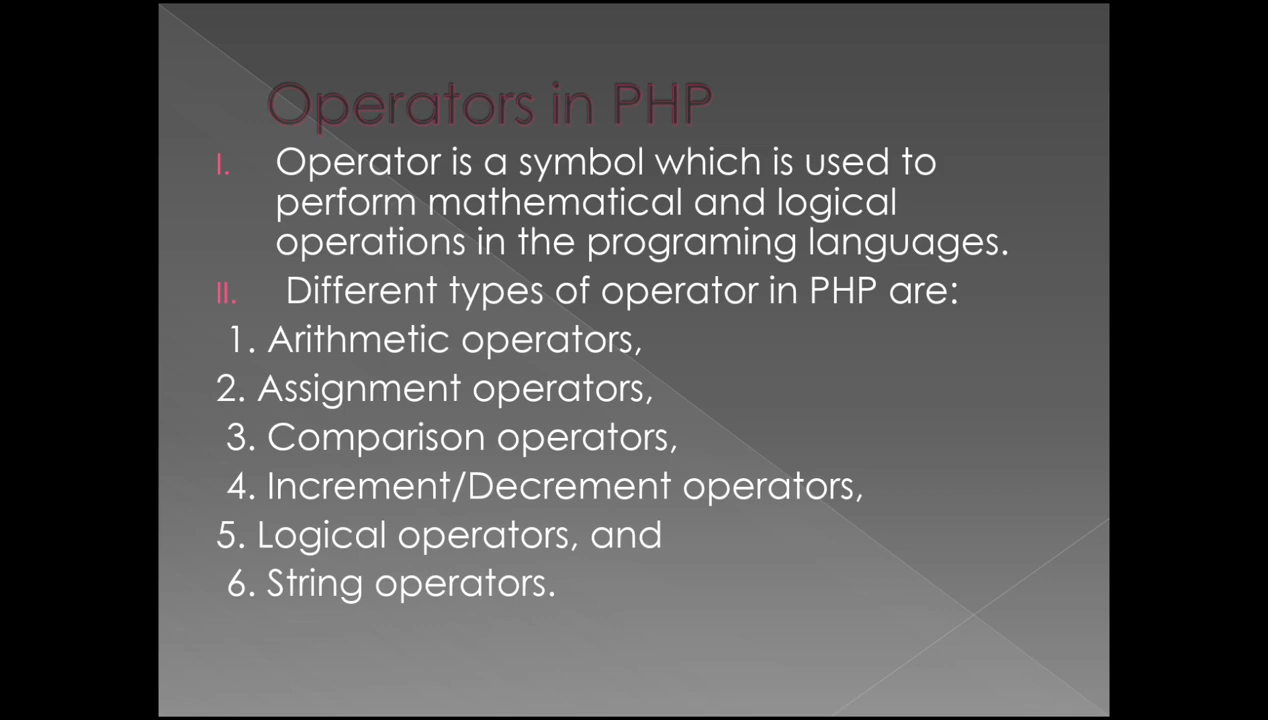 Operators in PHP
I. Operator is a symbol which is used to
perform mathematical and logical
operations in the programing languages.
II. Different types of operator in PHP are:
1. Arithmetic operators,
2. Assignment operators,
3. Comparison operators,
4. Increment/Decrement operators,
5. Logical operators, and
6. String operators.